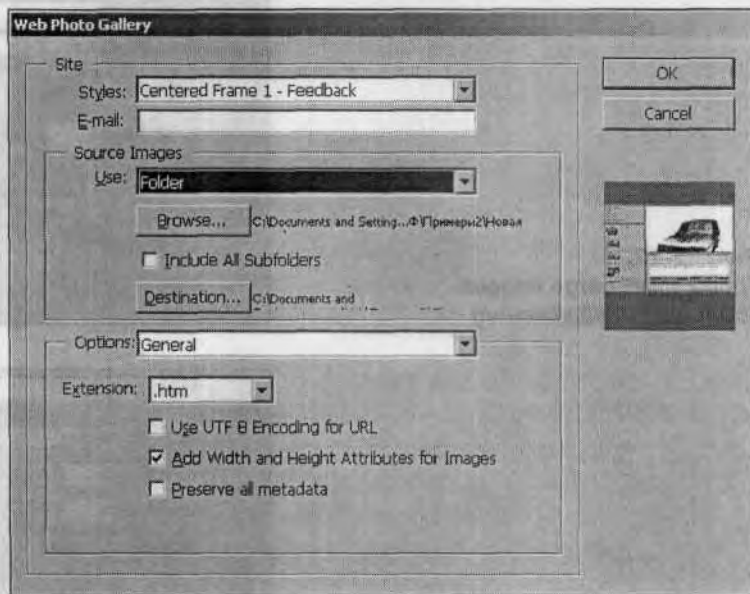 Web Photo Gallery
Site
Styles: Centered Frame 1 - Feedback
E-mail:
OK
Cancel
Source Images
Use: Folder
Browse... C:\Documents and Setting...Ф\Примеры2\Новая
Include All Subfolders
Destination... C:\Documents and
Options: General
Extension: .htm
Use UTF 8 Encoding for URL
Add Width and Height Attributes for Images
Preserve all metadata